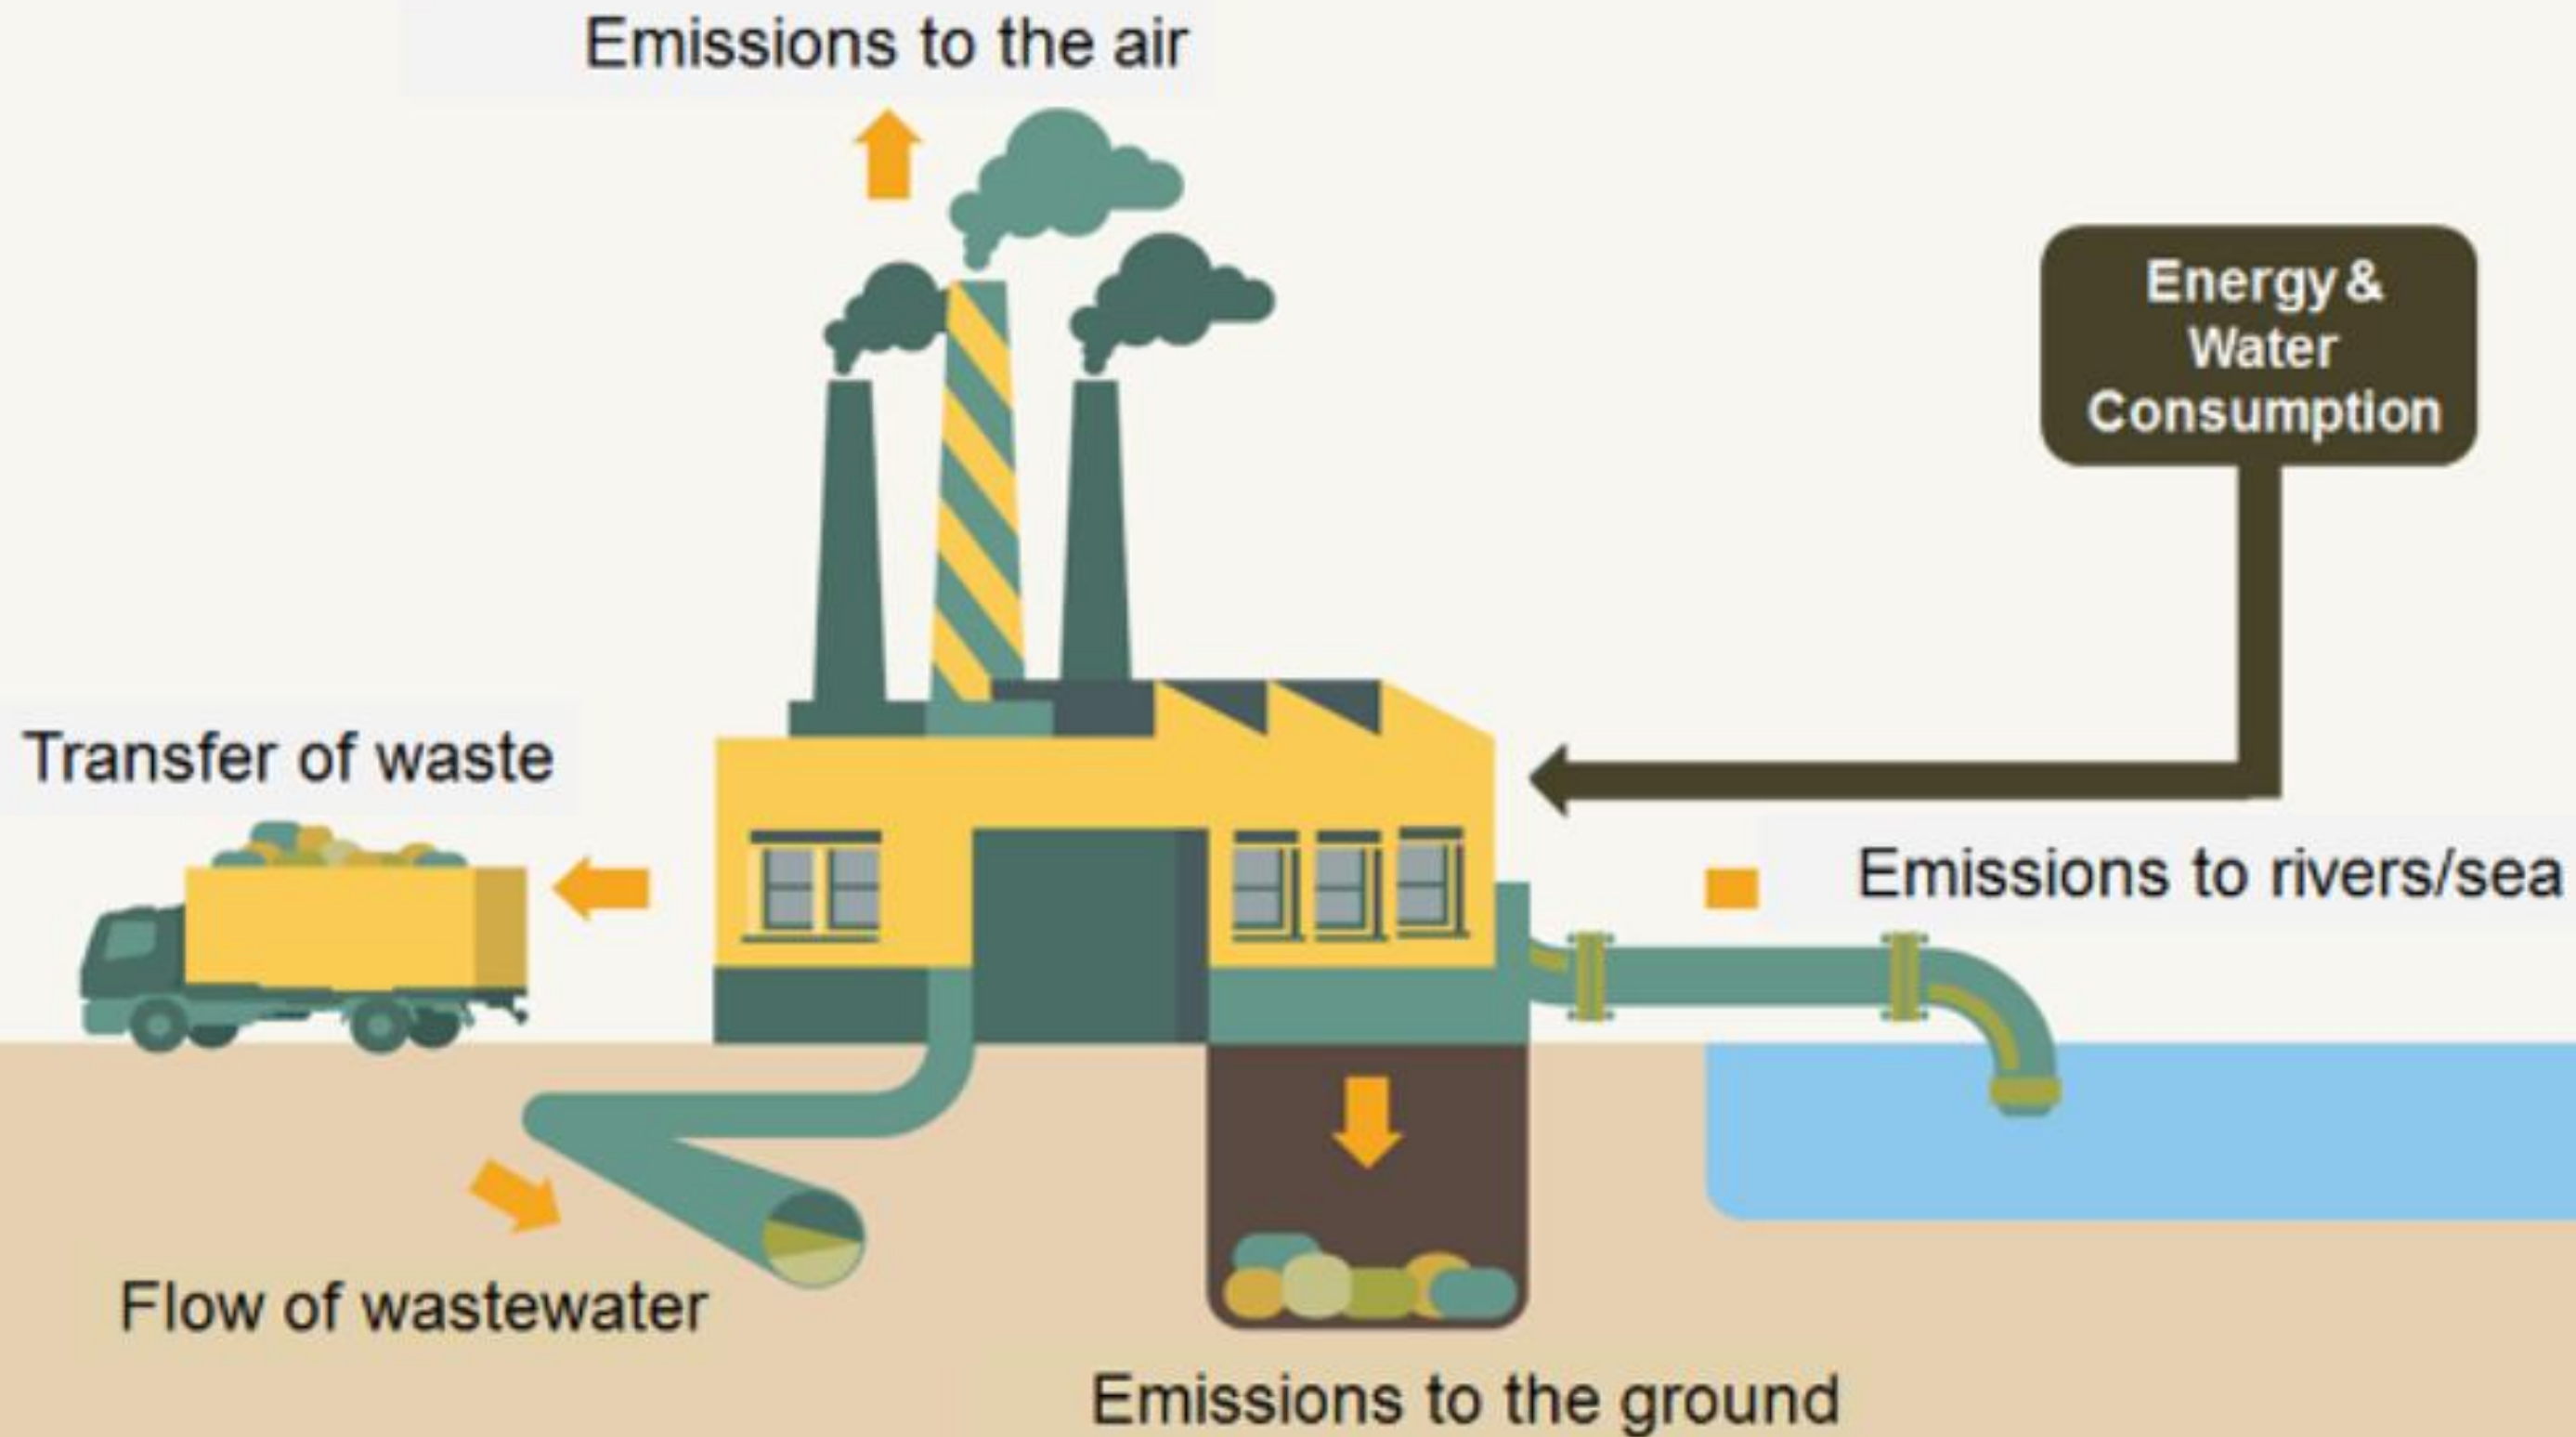 Emissions to the air
Energy &
Water
Consumption
Transfer of waste
Emissions to rivers/sea
Flow of wastewater
Emissions to the ground